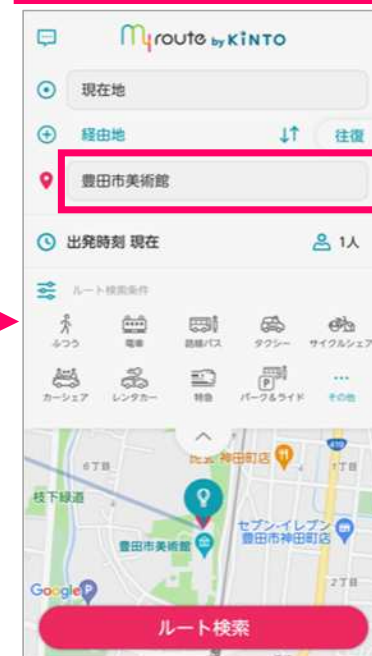 my route by KINTO
現在地
経由地
往復
豊田市美術館
出発時刻 現在
1人
ルート検索条件
ふつう
電車
路線バス
タクシー
サイクルシェア
カーシェア
レンタカー
特急
パーク&ライド
その他
神田町店
6丁目
1丁目
枝下緑道
セブン-イレブン
豊田市神田町店
豊田市美術館
2丁目
Google
ルート検索